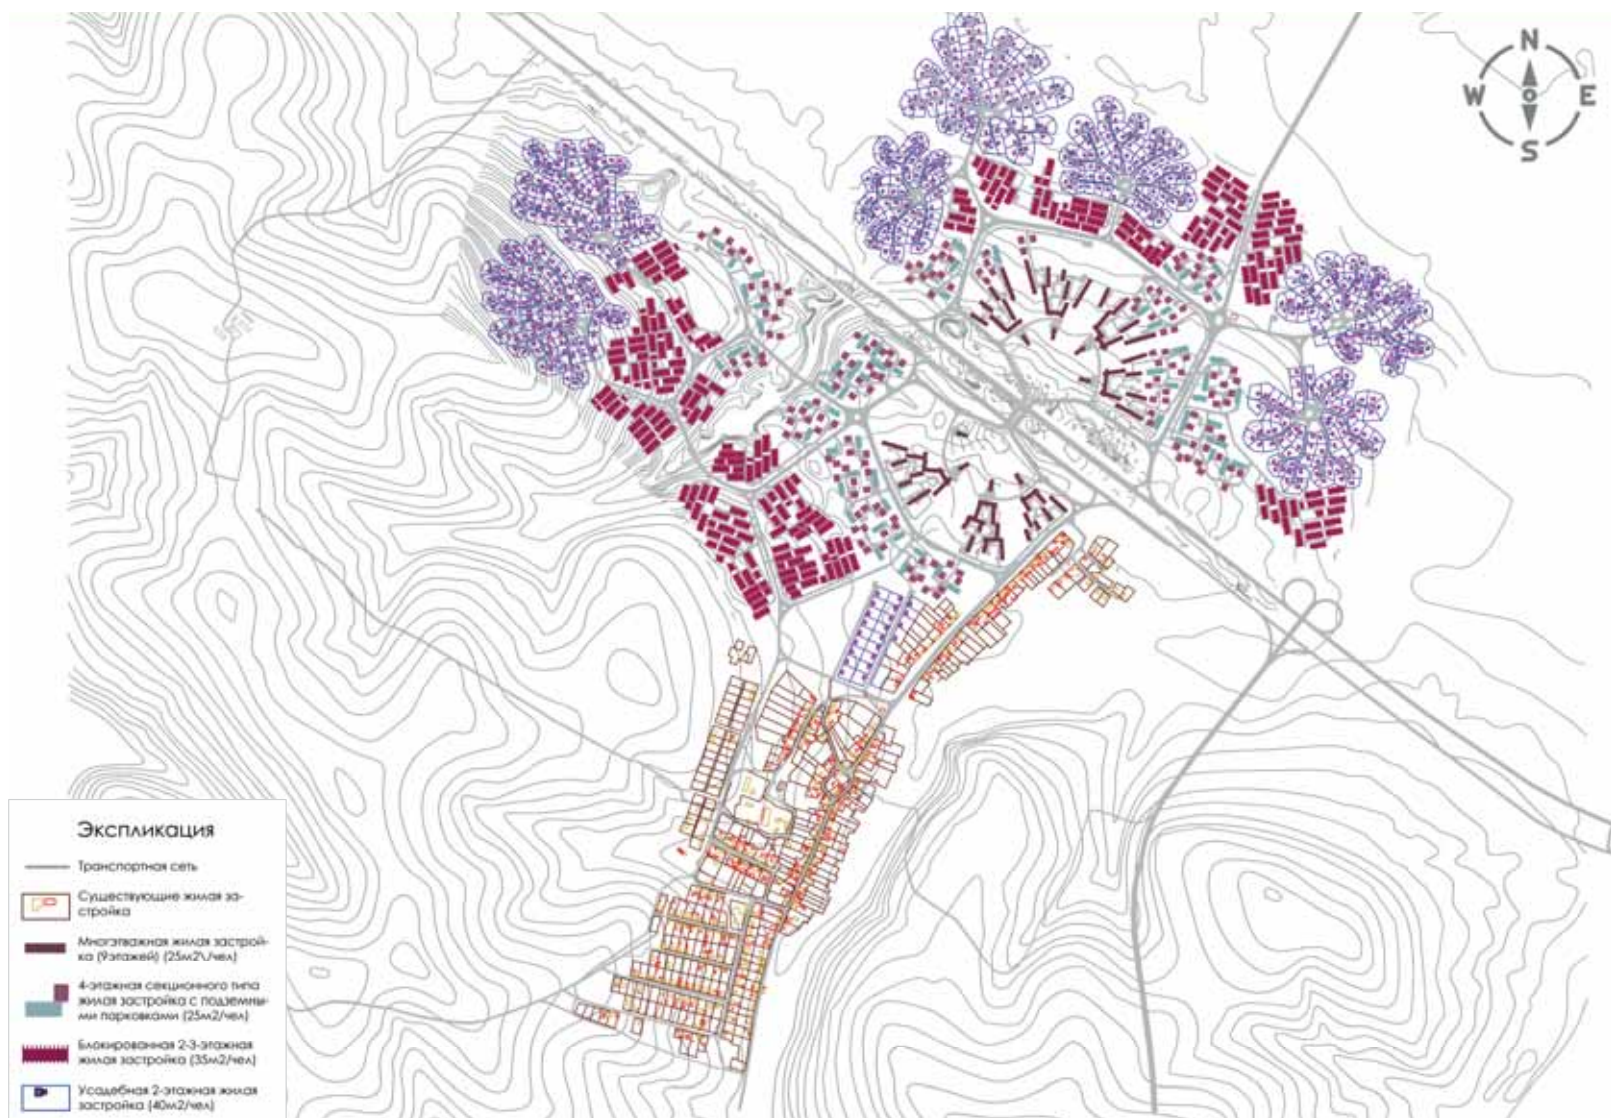 N
W E
S
Экспликация
Транспортная сеть
Существующие жилая за-
стройка
Многэтважная жилая застрой-
ка (9этажей) (25м2\/чел)
4-этажная секционного типа
жилая застройка с подземны-
ми парковками (25м2/чел)
Блокированная 2-3-этажная
жилая застройка (35м2/чел)
Усадебная 2-этажная жилая
застройка (40м2/чел)